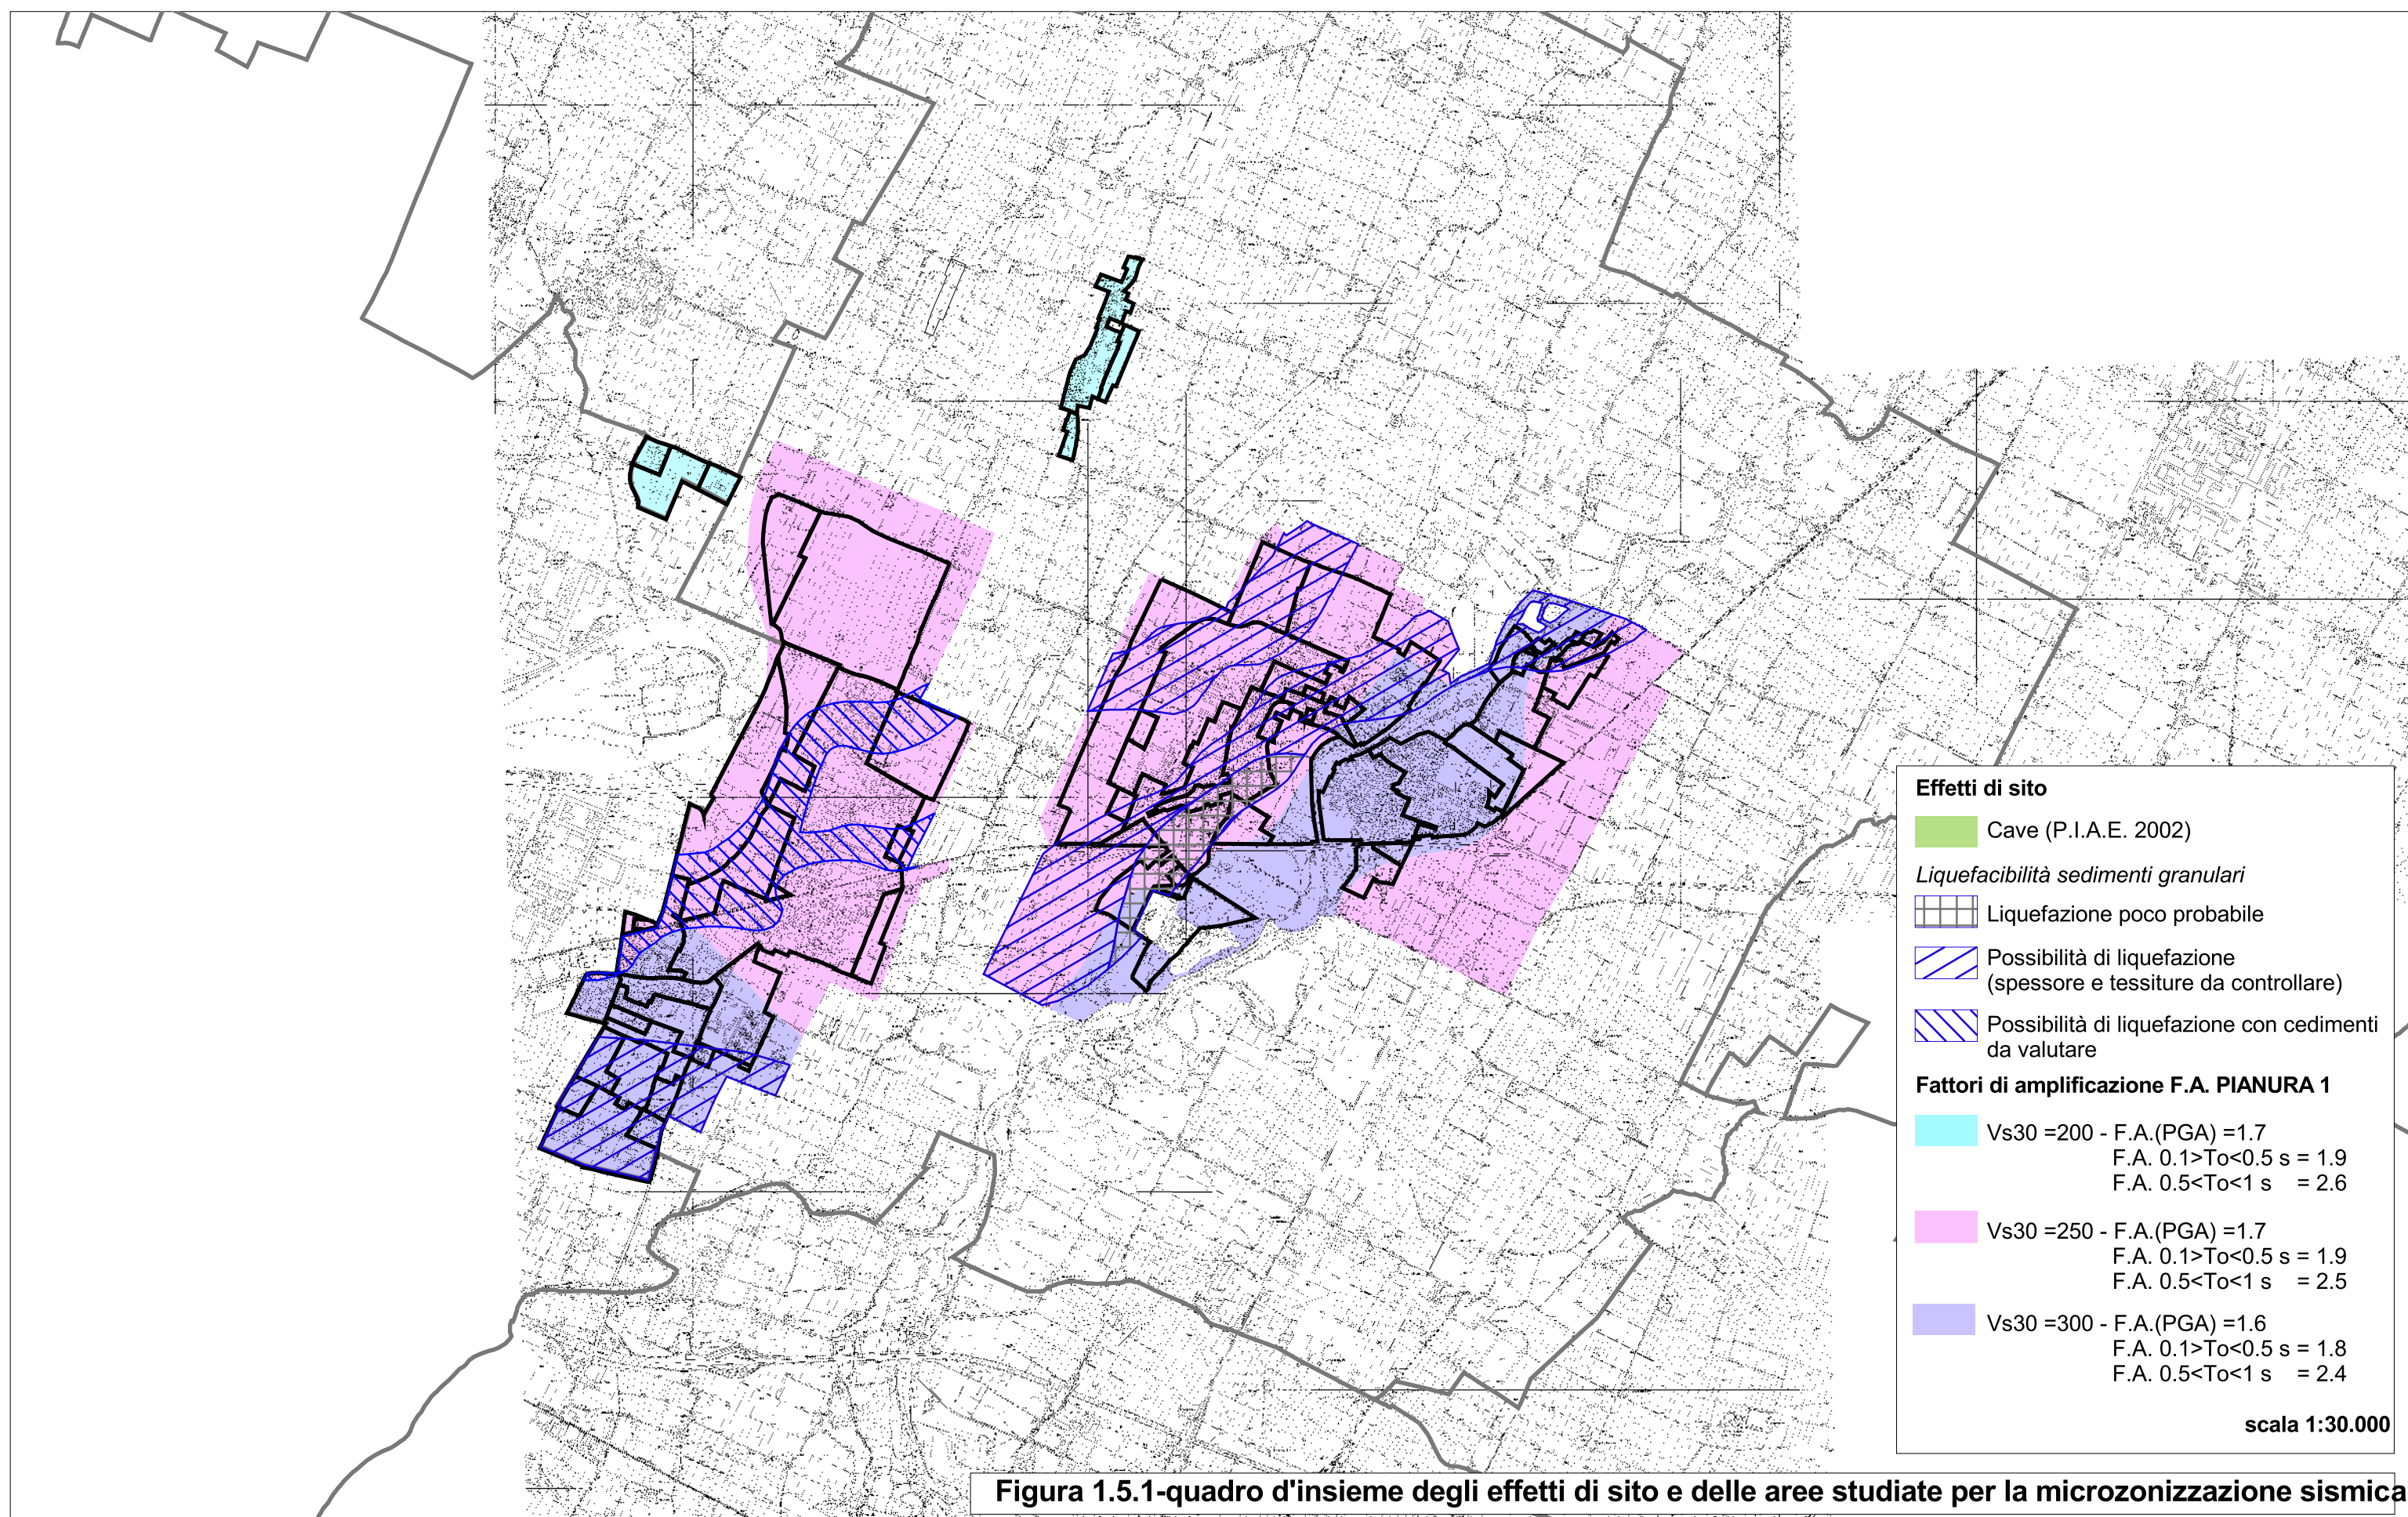 Effetti di sito
Cave (P.I.A.E. 2002)
Liquefacibilità sedimenti granulari
Liquefazione poco probabile
Possibilità di liquefazione
(spessore e tessiture da controllare)
Possibilità di liquefazione con cedimenti
da valutare
Fattori di amplificazione F.A. PIANURA 1
Vs30 =200 - F.A.(PGA) =1.7
F.A. 0.1>To<0.5 s = 1.9
F.A. 0.5<To<1 s = 2.6
Vs30 =250 - F.A.(PGA) =1.7
F.A. 0.1>To<0.5 s = 1.9
F.A. 0.5<To<1 s = 2.5
Vs30 =300 - F.A.(PGA) =1.6
F.A. 0.1>To<0.5 s = 1.8
F.A. 0.5<To<1 s = 2.4
scala 1:30.000
Figura 1.5.1-quadro d'insieme degli effetti di sito e delle aree studiate per la microzonizzazione sismica